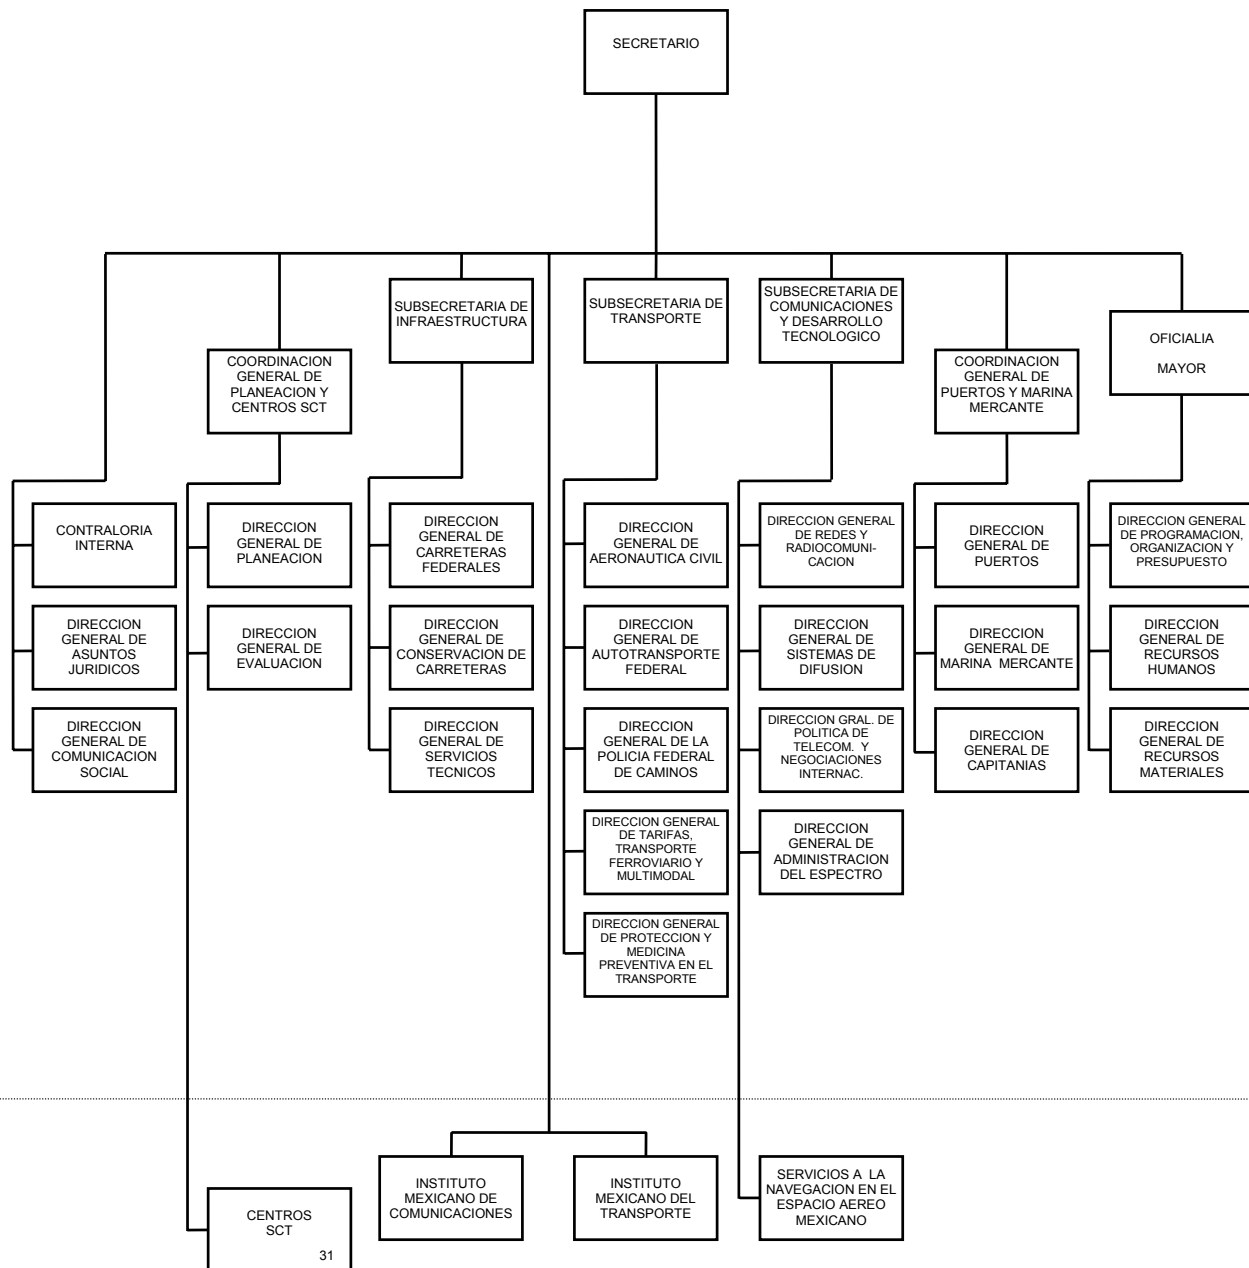 SECRETARIO
SUBSECRETARIA DE
INFRAESTRUCTURA
SUBSECRETARIA DE
TRANSPORTE
SUBSECRETARIA DE
COMUNICACIONES
Y DESARROLLO
TECNOLOGICO
OFICIALIA
MAYOR
COORDINACION
GENERAL DE
PLANEACION Y
CENTROS SCT
COORDINACION
GENERAL DE
PUERTOS Y MARINA
MERCANTE
CONTRALORIA
INTERNA
DIRECCION
GENERAL DE
PLANEACION
DIRECCION
GENERAL DE
CARRETERAS
FEDERALES
DIRECCION
GENERAL DE
AERONAUTICA CIVIL
DIRECCION GENERAL
DE REDES Y
RADIOCOMUNI-
CACION
DIRECCION
GENERAL DE
PUERTOS
DIRECCION GENERAL
DE PROGRAMACION,
ORGANIZACION Y
PRESUPUESTO
DIRECCION
GENERAL DE
ASUNTOS
JURIDICOS
DIRECCION
GENERAL DE
EVALUACION
DIRECCION
GENERAL DE
CONSERVACION DE
CARRETERAS
DIRECCION
GENERAL DE
AUTOTRANSPORTE
FEDERAL
DIRECCION
GENERAL DE
SISTEMAS DE
DIFUSION
DIRECCION
GENERAL DE
MARINA  MERCANTE
DIRECCION
GENERAL DE
RECURSOS
HUMANOS
DIRECCION
GENERAL DE
COMUNICACION
SOCIAL
DIRECCION
GENERAL DE
SERVICIOS
TECNICOS
DIRECCION
GENERAL DE LA
POLICIA FEDERAL
DE CAMINOS
DIRECCION GRAL. DE
POLITICA DE
TELECOM.  Y
NEGOCIACIONES
INTERNAC.
DIRECCION
GENERAL DE
CAPITANIAS
DIRECCION
GENERAL DE
RECURSOS
MATERIALES
DIRECCION GENERAL
DE TARIFAS,
TRANSPORTE
FERROVIARIO Y
MULTIMODAL
DIRECCION
GENERAL DE
ADMINISTRACION
DEL ESPECTRO
DIRECCION GENERAL
DE PROTECCION Y
MEDICINA
PREVENTIVA EN EL
TRANSPORTE
INSTITUTO
MEXICANO DE
COMUNICACIONES
INSTITUTO
MEXICANO DEL
TRANSPORTE
SERVICIOS A  LA
NAVEGACION EN EL
ESPACIO AEREO
MEXICANO
CENTROS
SCT
31